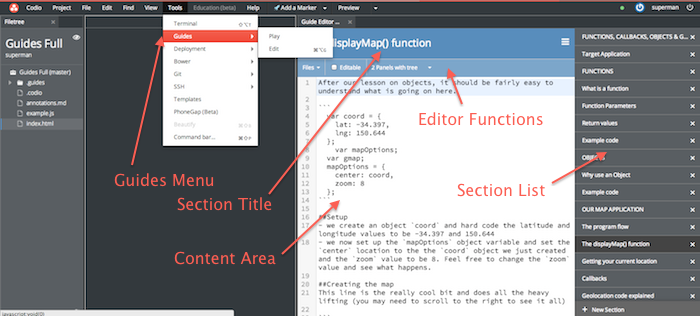 Codio Project File Edit Find View Tools Education (beta) Help Add a Marker Preview superman
Filetree
Guides Full
superman
Guides Full (master)
.guides
.codio
annotations.md
example.js
index.html
Terminal
Guides
Deployment
Bower
Git
SSH
Templates
PhoneGap (Beta)
Beautify
Command bar...
Play
Edit
Guide Editor ...
displayMap() function
Files Editable 2 Panels with tree
1 After our lesson on objects, it should be fairly easy to
understand what is going on here.
2
3 ```
4
5 var coord = {
6 lat: -34.397,
7 lng: 150.644
8 };
9 var mapOptions;
10 var gmap;
11 mapOptions = {
12 center: coord,
13 zoom: 8
14 };
15 ```
16 ##Setup
17 - we create an object `coord` and hard code the latitude and
longitude values to be -34.397 and 150.644
18 - we now set up the `mapOptions` object variable and set the
`center` location to the the `coord` object we just created
and the `zoom` value to be 8. Feel free to change the `zoom`
value and see what happens.
##Creating the map
This line is the really cool bit and does all the heavy
lifting (you may need to scroll to the right to see it all)
```
FUNCTIONS, CALLBACKS, OBJECTS & G...
Target Application
FUNCTIONS
What is a function
Function Parameters
Return values
Example code
OBJECTS
Why use an Object
Example code
OUR MAP APPLICATION
The program flow
The displayMap() function
Getting your current location
Callbacks
Geolocation code explained
+ New Section
Guides Menu
Section Title
Content Area
Editor Functions
Section List
javascript:void(0)